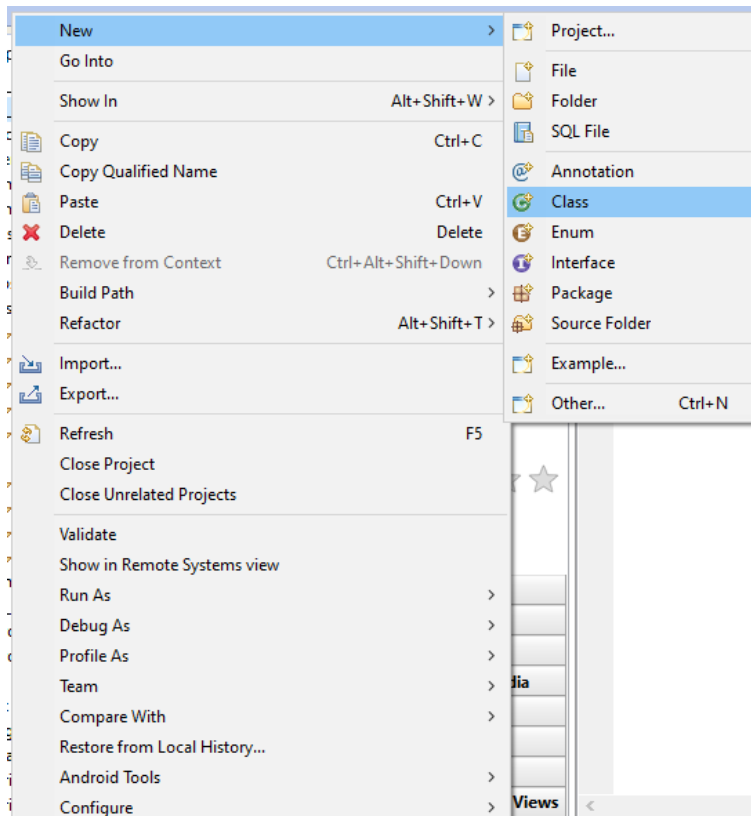 New
Go Into
Show In Alt+Shift+W
Copy Ctrl+C
Copy Qualified Name
Paste Ctrl+V
Delete Delete
Remove from Context Ctrl+Alt+Shift+Down
Build Path
Refactor Alt+Shift+T
Import...
Export...
Refresh F5
Close Project
Close Unrelated Projects
Validate
Show in Remote Systems view
Run As
Debug As
Profile As
Team
Compare With
Restore from Local History...
Android Tools
Configure
Project...
File
Folder
SQL File
Annotation
Class
Enum
Interface
Package
Source Folder
Example...
Other... Ctrl+N
dia
Views